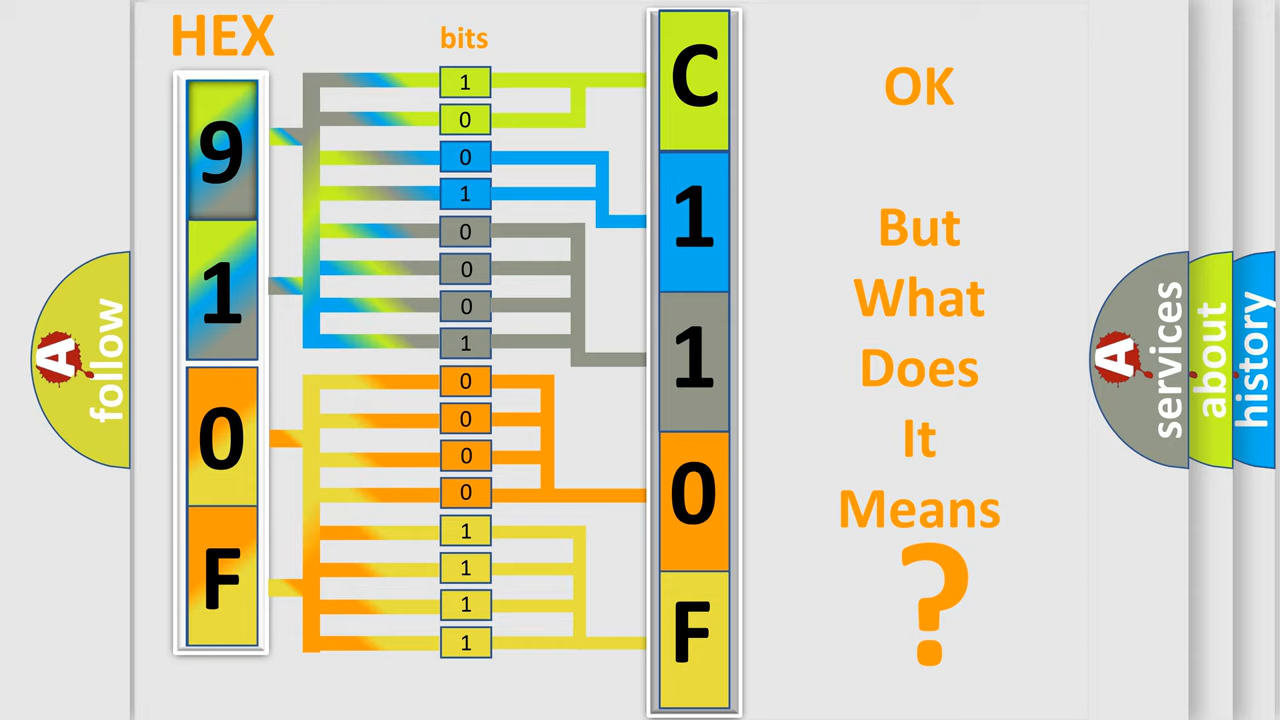 HEX
9
1
0
F
bits
1
0
0
1
0
0
0
1
0
0
0
0
1
1
1
1
C
1
1
0
F
OK
But
What
Does
It
Means
?
A
follow
A
services
about
history